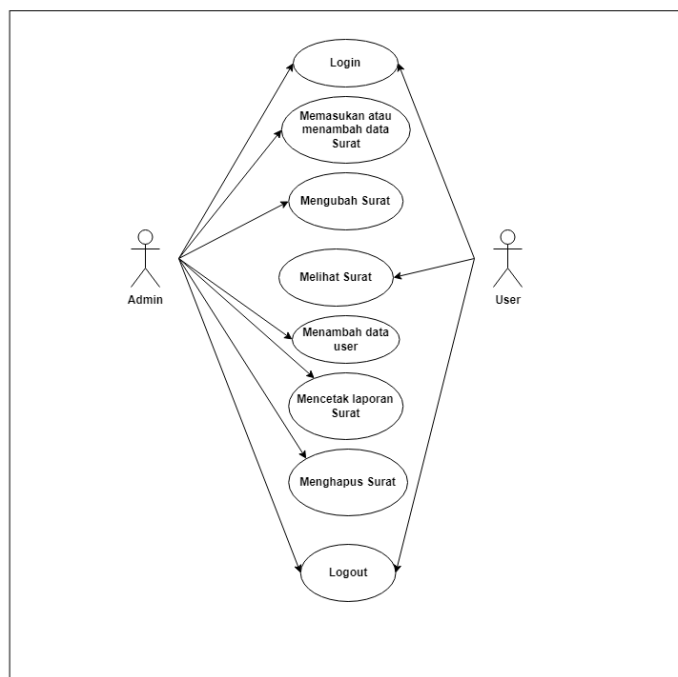 Login
Memasukan atau
menambah data
Surat
Mengubah Surat
Admin
Melihat Surat
User
Menambah data
user
Mencetak laporan
Surat
Menghapus Surat
Logout